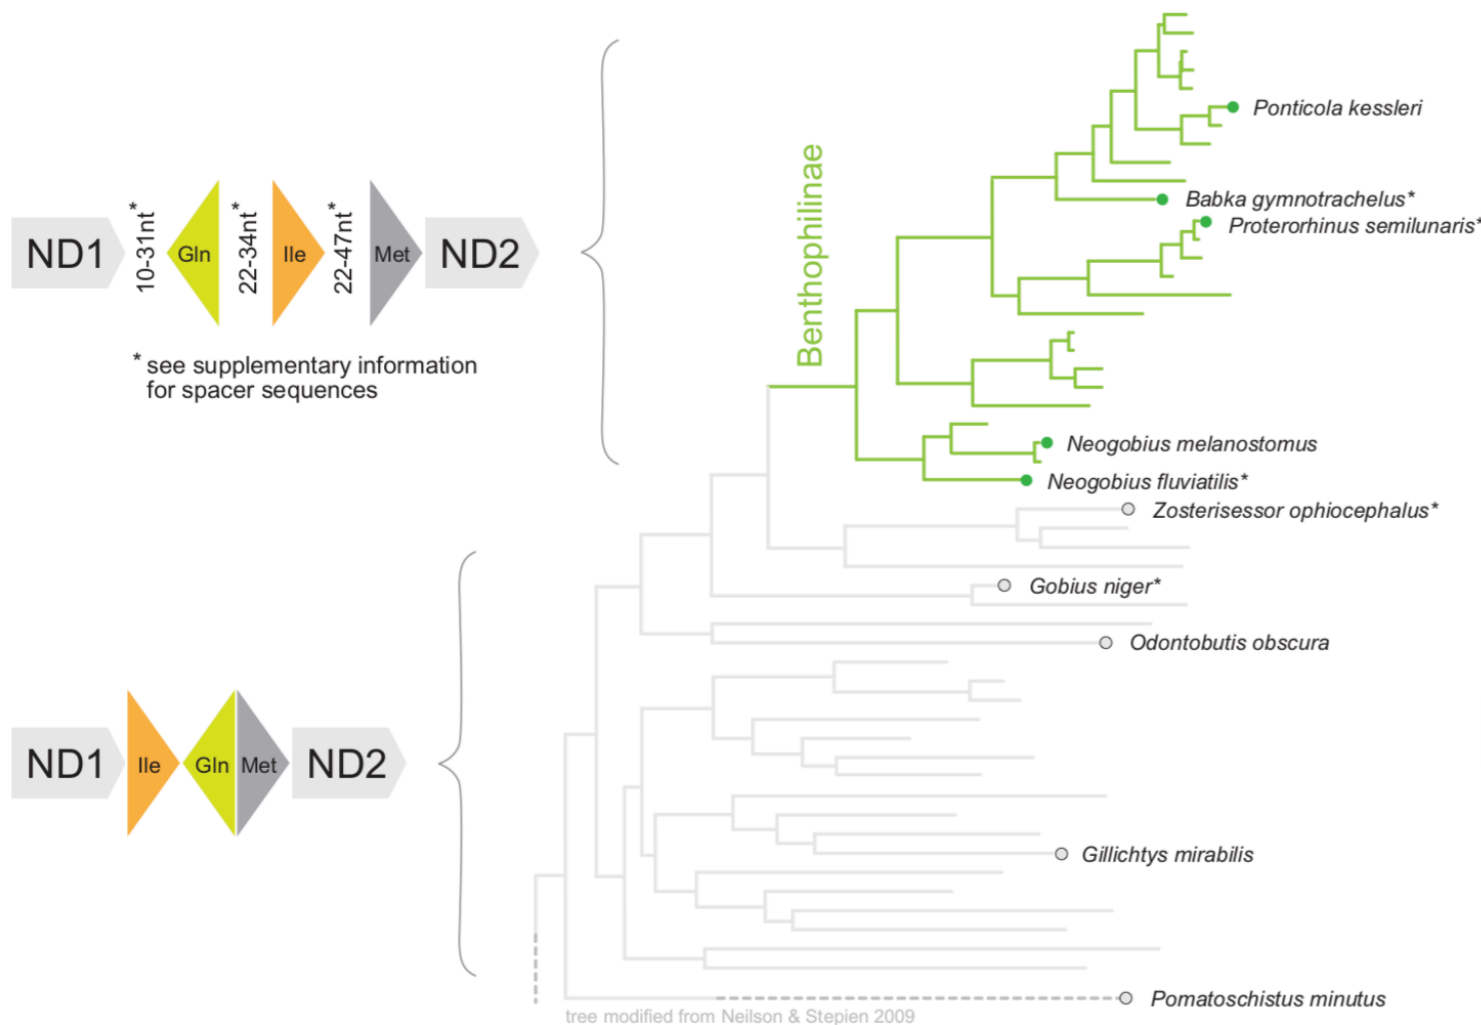 Benthophilinae
Ponticola kessleri
Babka gymnotrachelus*
Proterorhinus semilunaris*
ND1
10-31nt*
Gln
22-34nt*
Ile
22-47nt*
Met
ND2
* see supplementary information
for spacer sequences
Neogobius melanostomus
Neogobius fluviatilis*
Zosterisessor ophiocephalus*
Gobius niger*
Odontobutis obscura
ND1
Ile
Gln
Met
ND2
Gillichtys mirabilis
Pomatoschistus minutus
tree modified from Neilson & Stepien 2009